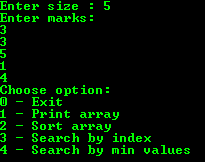 Enter size : 5
Enter marks:
3
3
5
1
4
Choose option:
0 - Exit
1 - Print array
2 - Sort array
3 - Search by index
4 - Search by min values